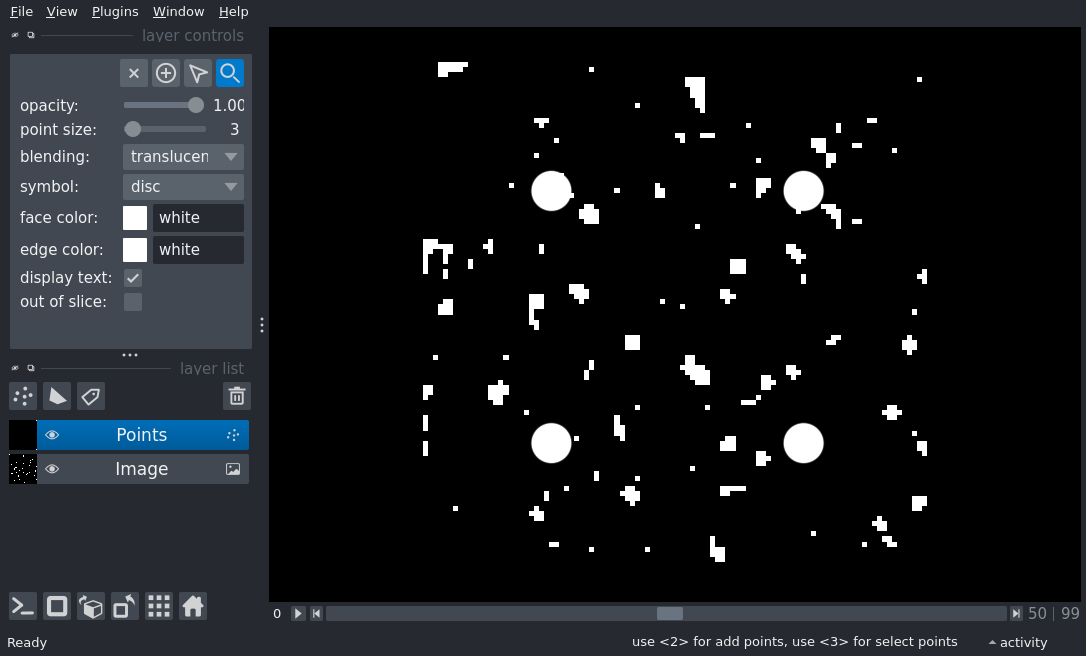 File View Plugins Window Help
layer controls
opacity: 1.00
point size: 3
blending: translucen
symbol: disc
face color: white
edge color: white
display text:
out of slice:
layer list
Points
Image
0 50 | 99
Ready use <2> for add points, use <3> for select points activity